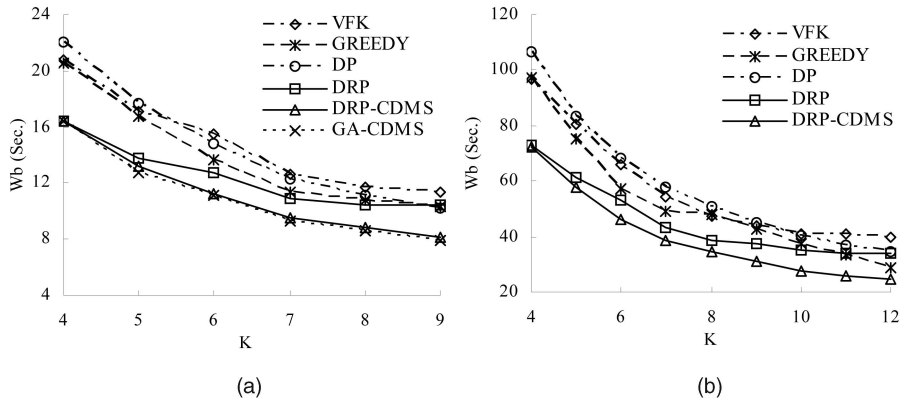 24
20
16
12
8
4
Wb (Sec.)
4 5 6 7 8 9
K
VFK
GREEDY
DP
DRP
DRP-CDMS
GA-CDMS
(a)
120
100
80
60
40
20
Wb (Sec.)
4 6 8 10 12
K
VFK
GREEDY
DP
DRP
DRP-CDMS
(b)